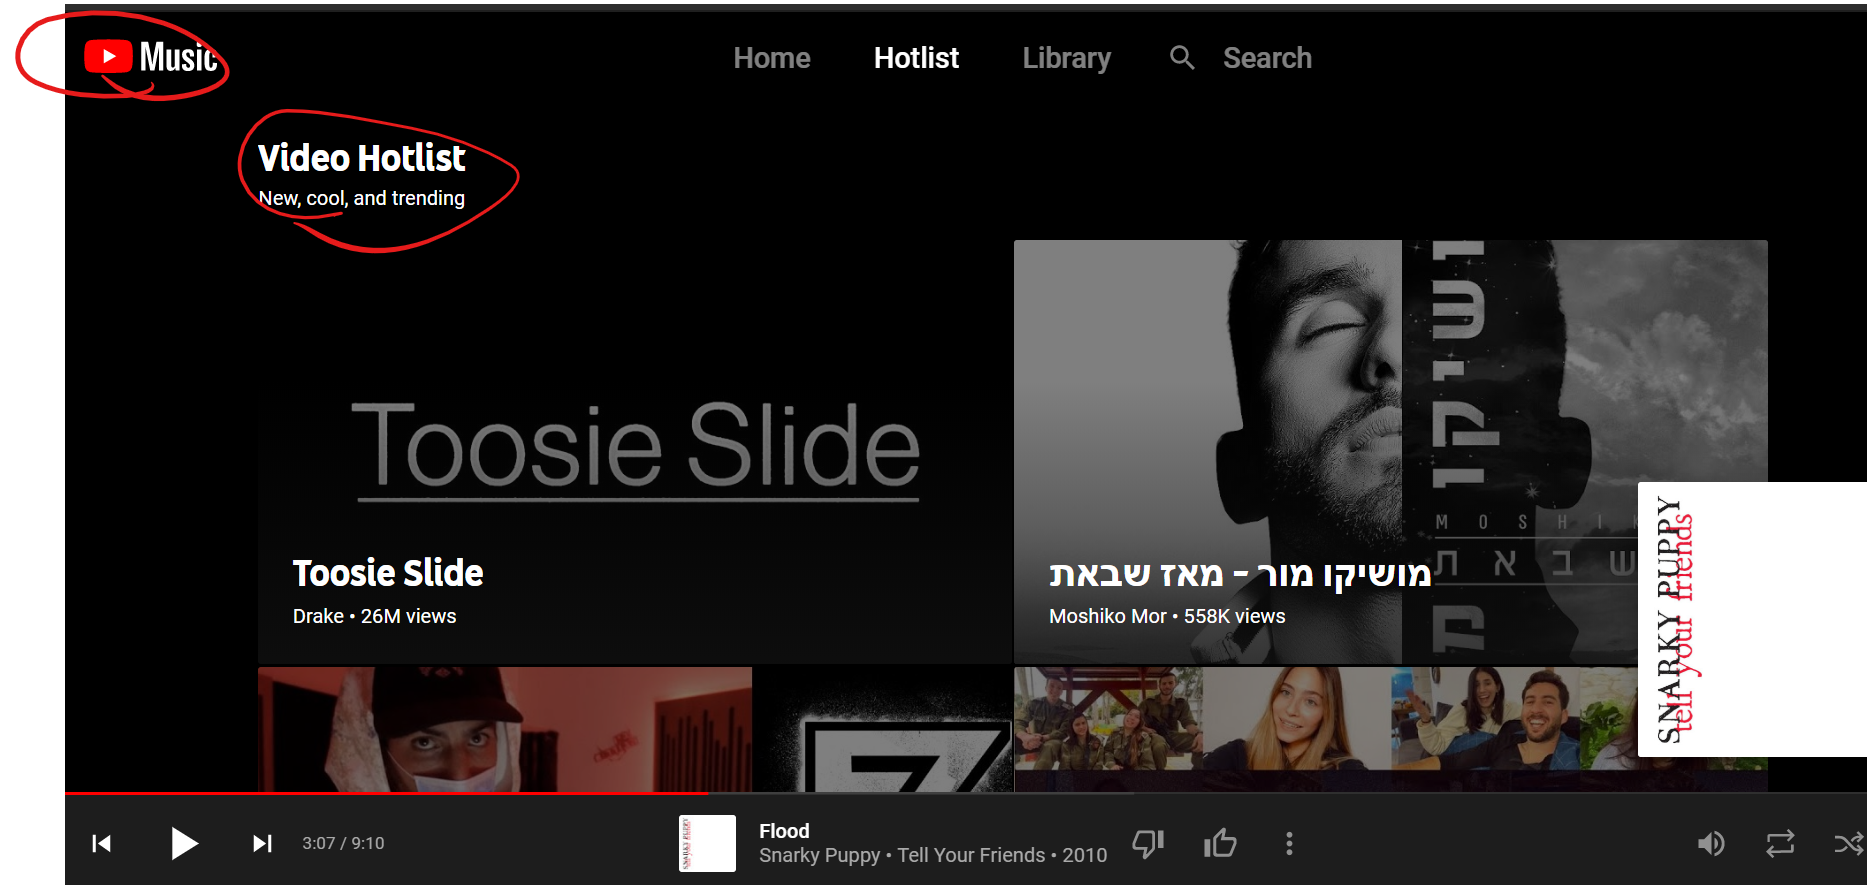 Music
Home
Hotlist
Library
Search
Video Hotlist
New, cool, and trending
Toosie Slide
Toosie Slide
Drake • 26M views
מושיקו מור - מאז שבאת
Moshiko Mor • 558K views
SNARKY PUPPY
tell your friends
3:07 / 9:10
SNARKY PUPPY
Flood
Snarky Puppy • Tell Your Friends • 2010